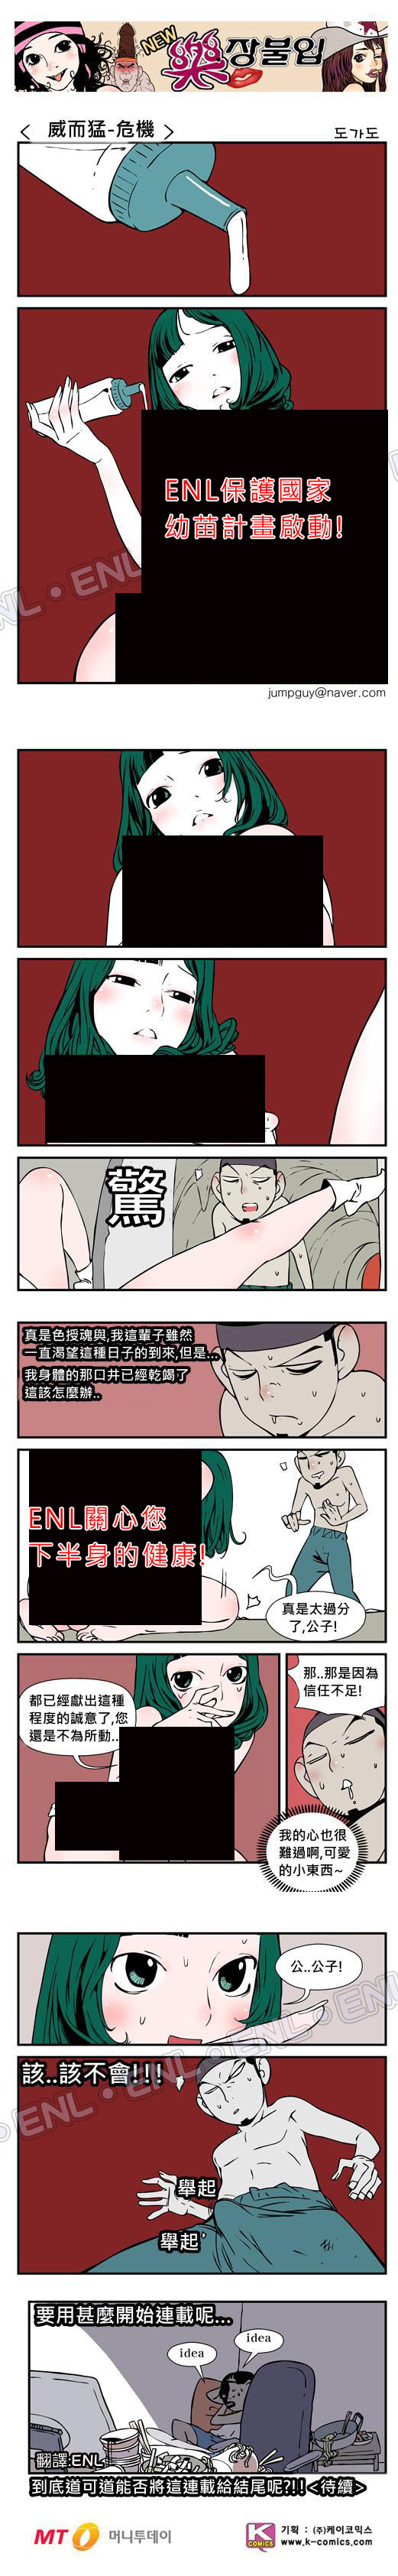 NEW
樂장불입
< 威而猛-危機 >
도가도
ENL保護國家
幼苗計畫啟動!
ENL•ENL
jumpguy@naver.com
驚
真是色授魂與,我這輩子雖然
一直渴望這種日子的到來,但是...
我身體的那口井已經乾喝了
這該怎麼辦..
ENL關心您
下半身的健康!
真是太過分
了,公子!
都已經獻出這種
程度的誠意了,您
還是不為所動..
那..那是因為
信任不足!
我的心也很
難過啊,可愛
的小東西~
公..公子!
ENL•ENL•ENL•ENL
該..該不會!!!
舉起
舉起
要用甚麼開始連載呢...
idea
idea
翻譯:ENL
到底道可道能否將這連載給結尾呢?!!<待續>
MT 머니투데이
K COMICS
기획 : (주)케이코믹스
www.k-comics.com